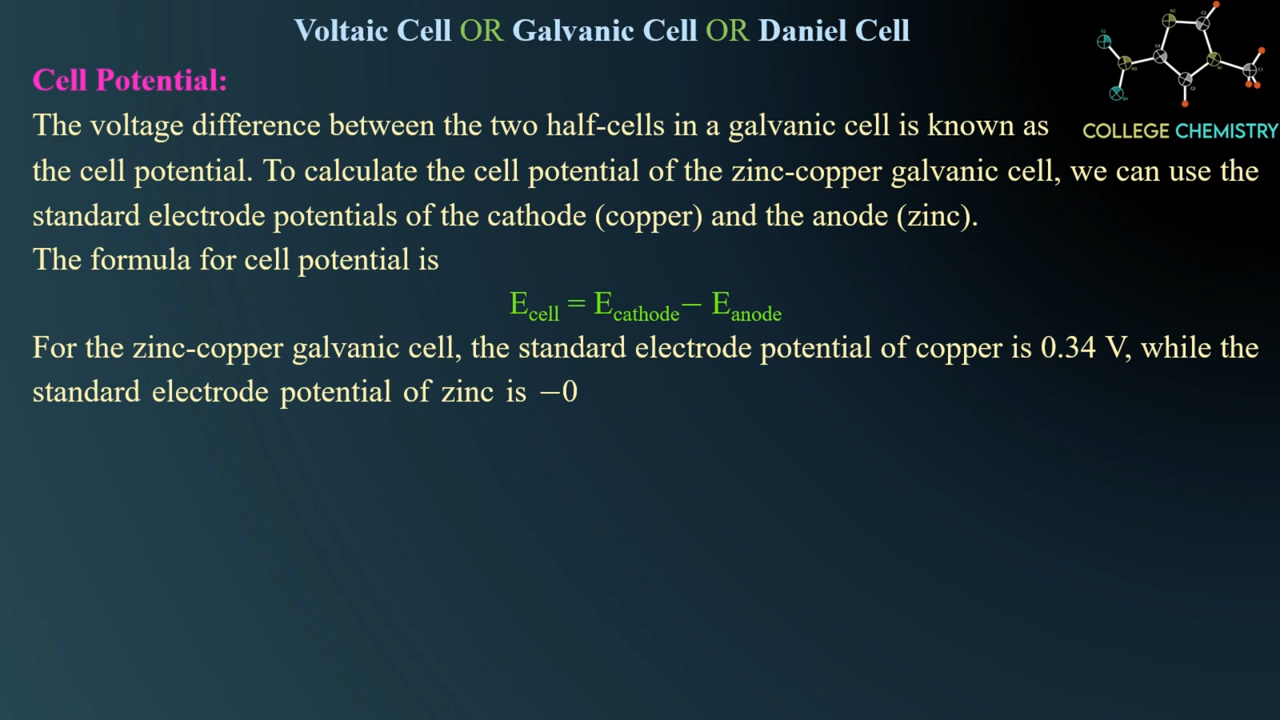 Voltaic Cell OR Galvanic Cell OR Daniel Cell
Cell Potential:
The voltage difference between the two half-cells in a galvanic cell is known as
COLLEGE CHEMISTRY
the cell potential. To calculate the cell potential of the zinc-copper galvanic cell, we can use the
standard electrode potentials of the cathode (copper) and the anode (zinc).
The formula for cell potential is
Ecell = Ecathode− Eanode
For the zinc-copper galvanic cell, the standard electrode potential of copper is 0.34 V, while the
standard electrode potential of zinc is −0